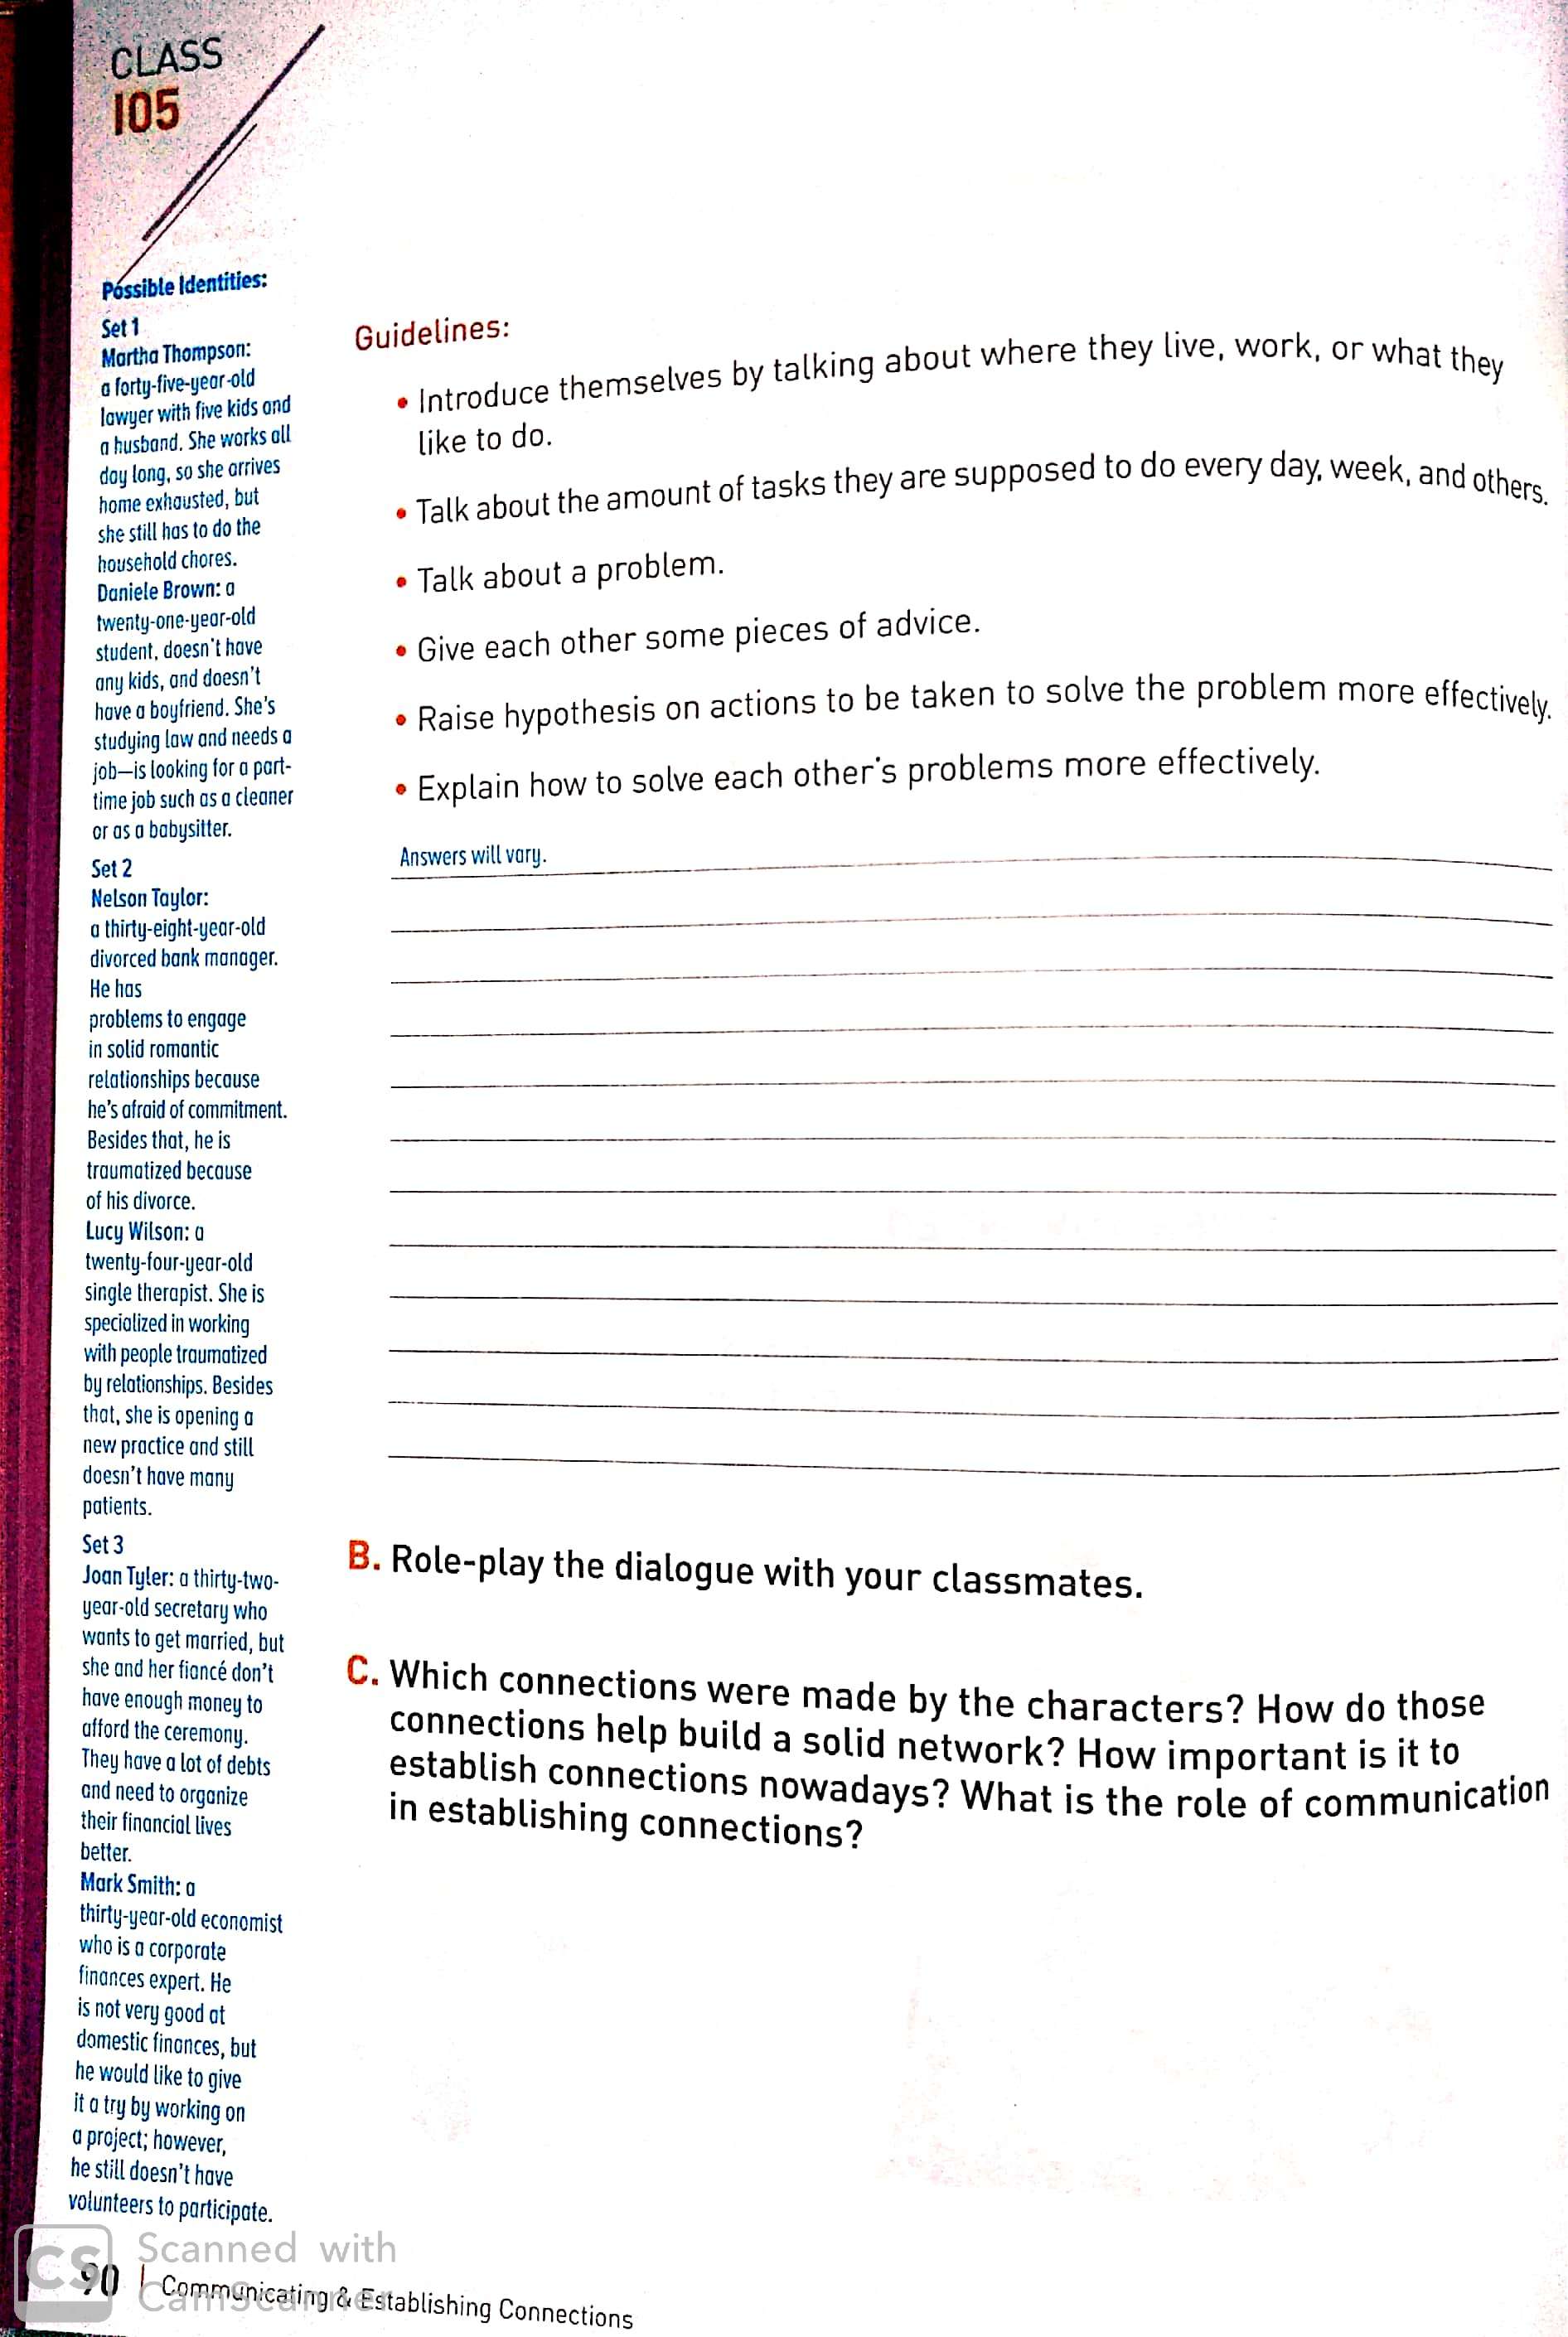 CLASS
105
Possible Identities:
Set 1
Martha Thompson:
a forty-five-year-old
lawyer with five kids and
a husband. She works all
day long, so she arrives
home exhausted, but
she still has to do the
household chores.
Daniele Brown: a
twenty-one-year-old
student, doesn't have
any kids, and doesn't
have a boyfriend. She's
studying law and needs a
job—is looking for a part-
time job such as a cleaner
or as a babysitter.
Set 2
Nelson Taylor:
a thirty-eight-year-old
divorced bank manager.
He has
problems to engage
in solid romantic
relationships because
he's afraid of commitment.
Besides that, he is
traumatized because
of his divorce.
Lucy Wilson: a
twenty-four-year-old
single therapist. She is
specialized in working
with people traumatized
by relationships. Besides
that, she is opening a
new practice and still
doesn't have many
patients.
Set 3
Joan Tyler: a thirty-two-
year-old secretary who
wants to get married, but
she and her fiancé don't
have enough money to
afford the ceremony.
They have a lot of debts
and need to organize
their financial lives
better.
Mark Smith: a
thirty-year-old economist
who is a corporate
finances expert. He
is not very good at
domestic finances, but
he would like to give
it a try by working on
a project; however,
he still doesn't have
volunteers to participate.
Guidelines:
• Introduce themselves by talking about where they live, work, or what they
like to do.
• Talk about the amount of tasks they are supposed to do every day, week, and others.
• Talk about a problem.
• Give each other some pieces of advice.
• Raise hypothesis on actions to be taken to solve the problem more effectively.
• Explain how to solve each other's problems more effectively.
Answers will vary.
B. Role-play the dialogue with your classmates.
C. Which connections were made by the characters? How do those
connections help build a solid network? How important is it to
establish connections nowadays? What is the role of communication
in establishing connections?
90 | Communicating & Establishing Connections
CS
Scanned with
CamScanner